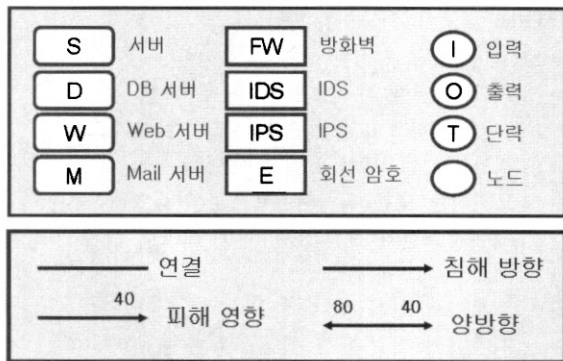 S 서버 FW 방화벽 I 입력
D DB 서버 IDS IDS O 출력
W Web 서버 IPS IPS T 단락
M Mail 서버 E 회선 암호 노드
연결 침해 방향
40 피해 영향 80 40 양방향